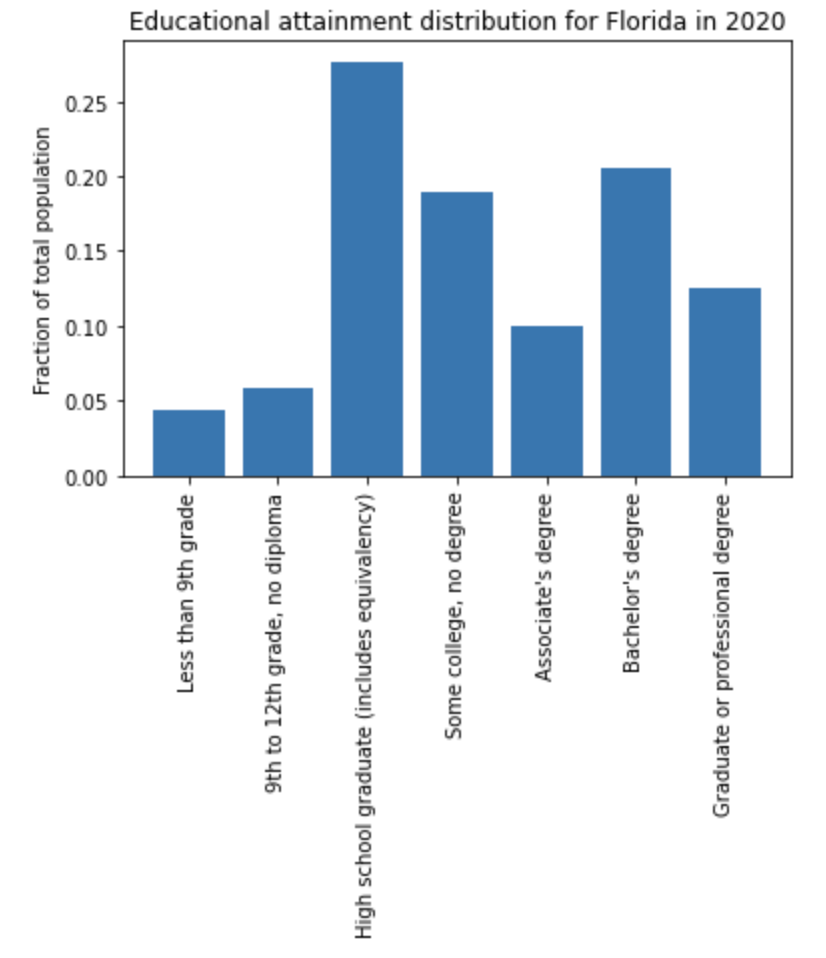 Educational attainment distribution for Florida in 2020
Fraction of total population
0.25
0.20
0.15
0.10
0.05
0.00
Less than 9th grade
9th to 12th grade, no diploma
High school graduate (includes equivalency)
Some college, no degree
Associate's degree
Bachelor's degree
Graduate or professional degree